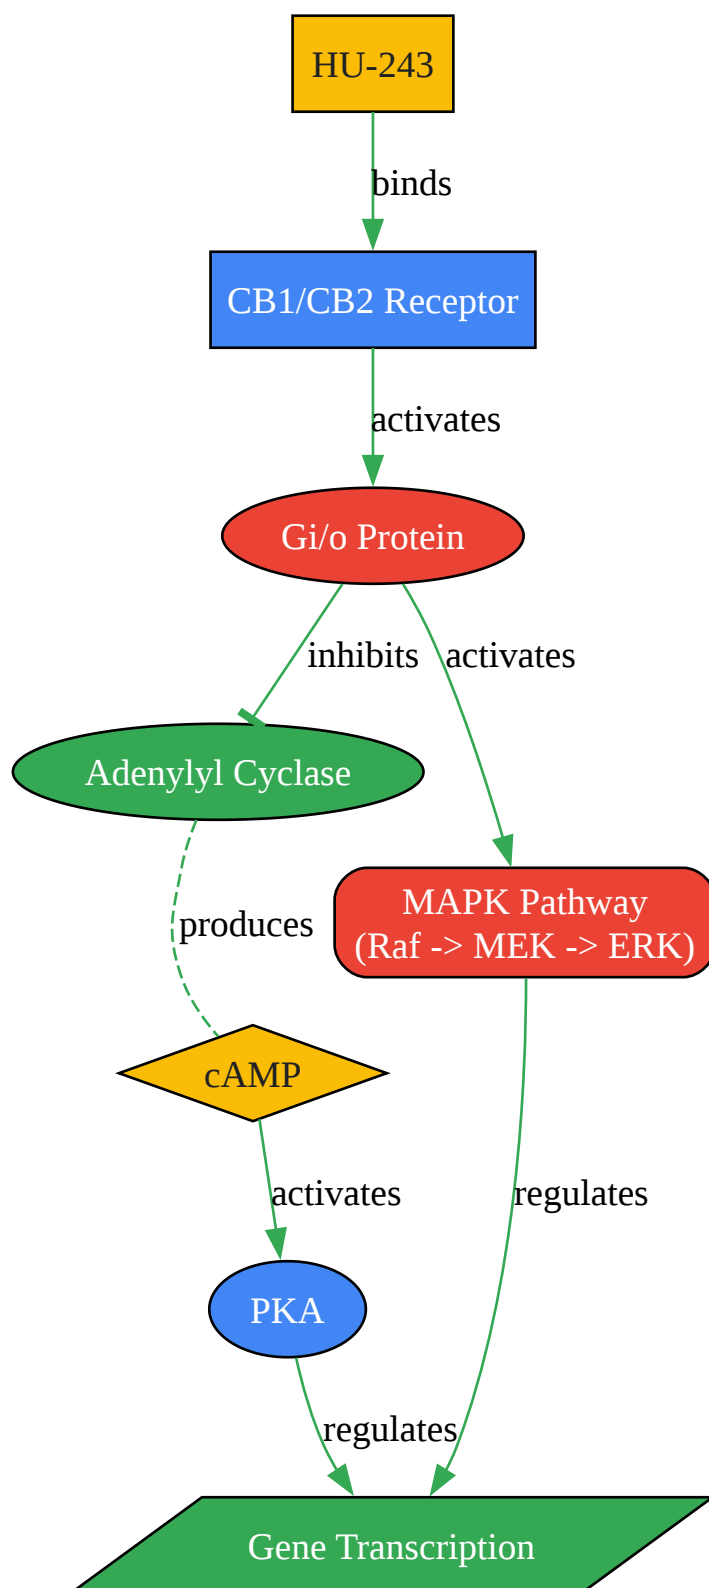 HU-243
binds
CB1/CB2 Receptor
activates
Gi/o Protein
inhibits
activates
Adenylyl Cyclase
MAPK Pathway
(Raf -> MEK -> ERK)
produces
cAMP
activates
regulates
PKA
regulates
Gene Transcription